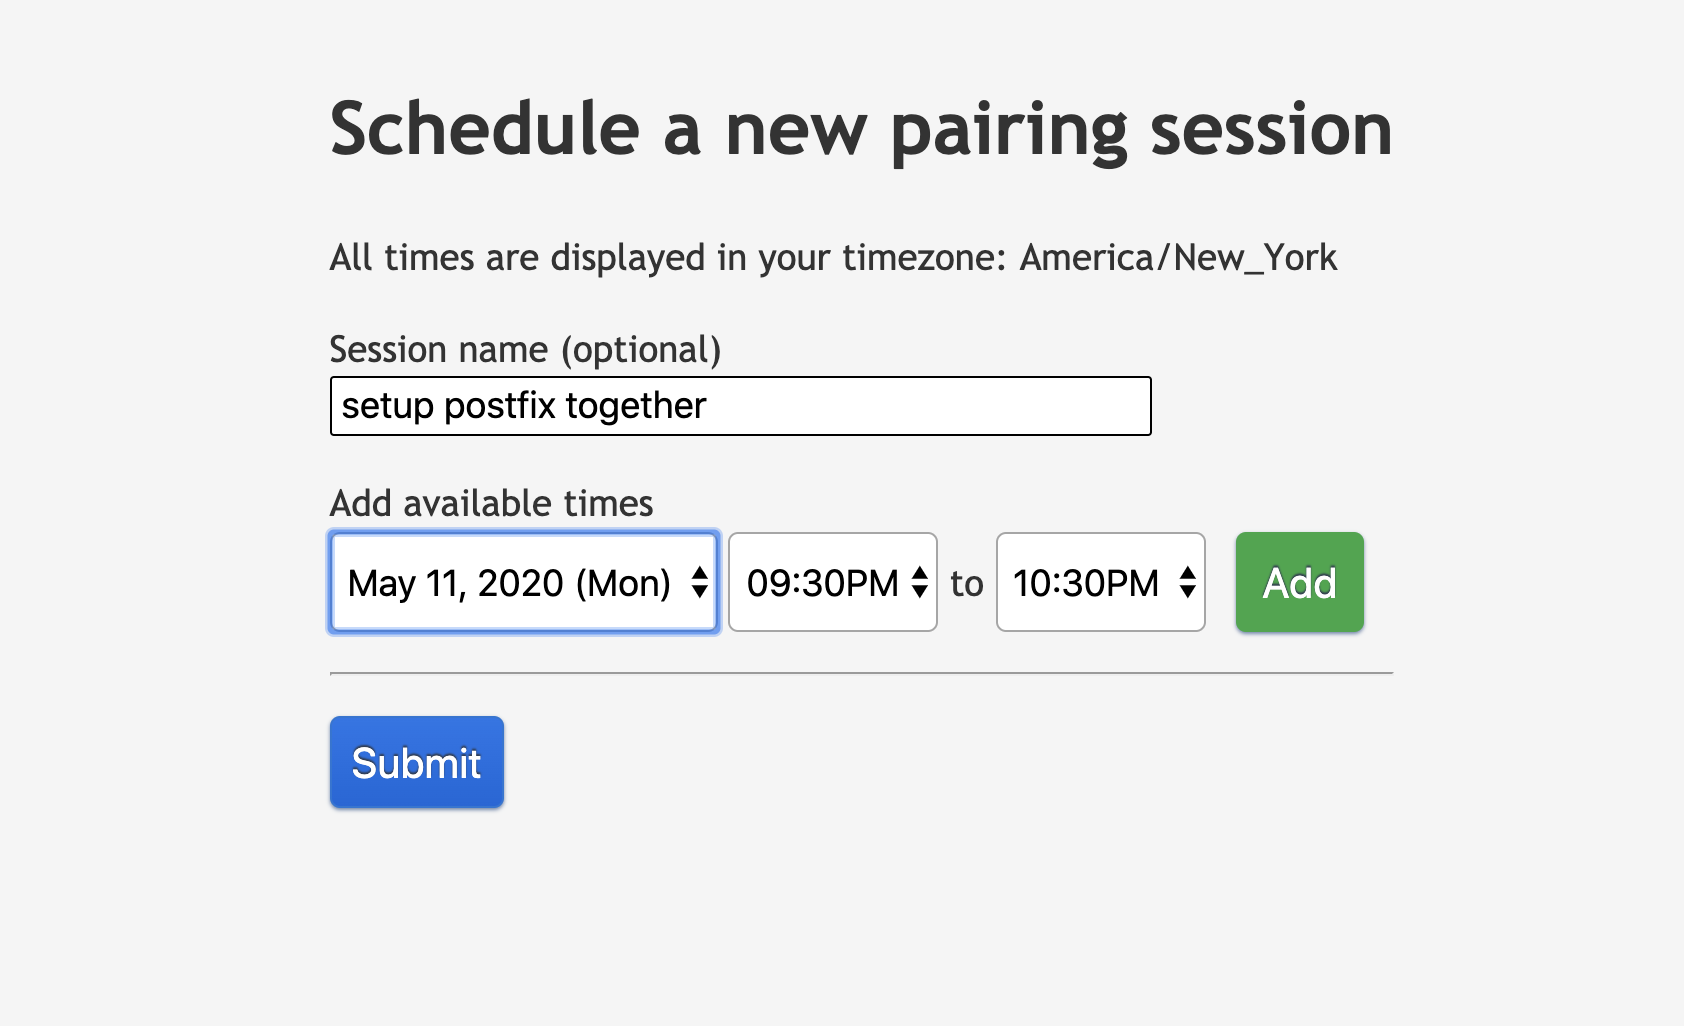 Schedule a new pairing session
All times are displayed in your timezone: America/New_York
Session name (optional)
setup postfix together
Add available times
May 11, 2020 (Mon) 09:30PM to 10:30PM Add
Submit